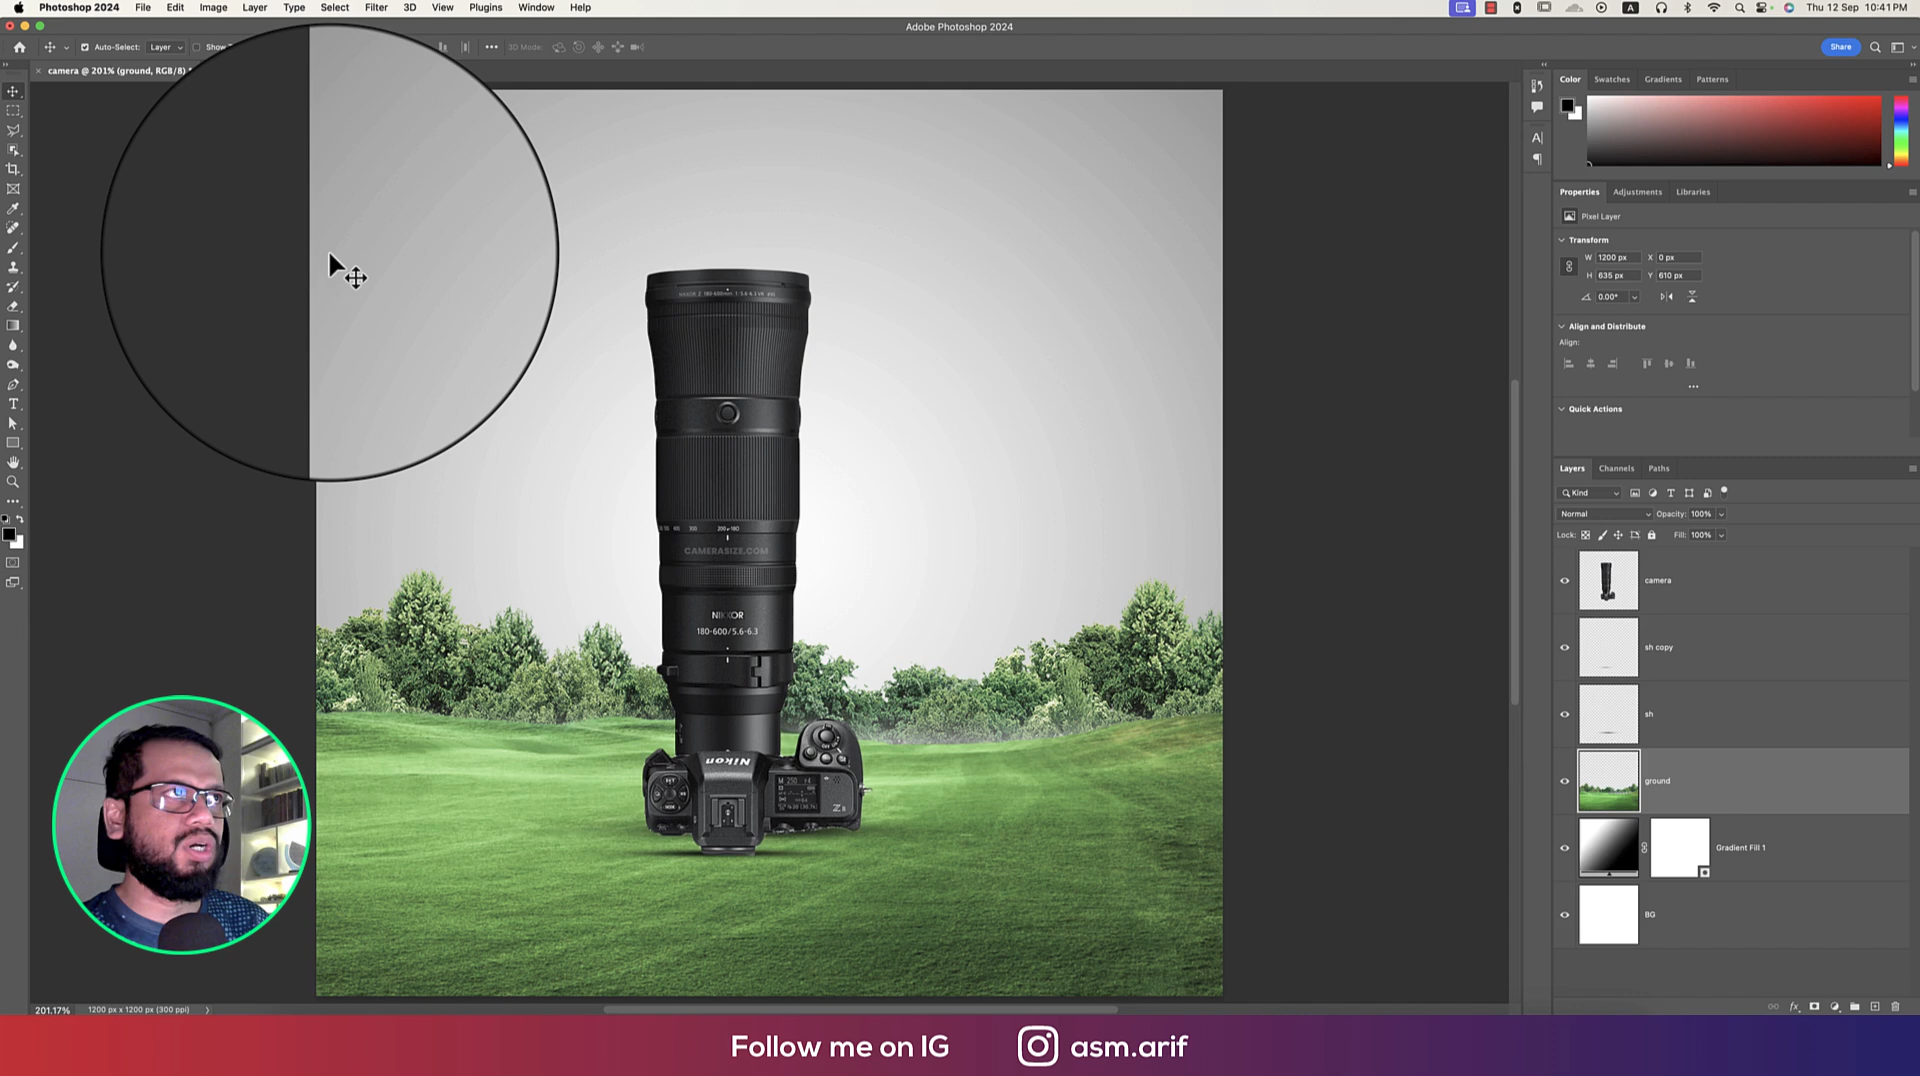 Photoshop 2024 File Edit Image Layer Type Select Filter 3D View Plugins Window Help
A Thu 12 Sep 10:41 PM
Adobe Photoshop 2024
Auto-Select: Layer Show 3D Mode: Share
× camera @ 201% (ground, RGB/8) *
Color Swatches Gradients Patterns
Properties Adjustments Libraries
Pixel Layer
Transform
W 1200 px X 0 px
H 635 px Y 610 px
0.00°
Align and Distribute
Align:
Quick Actions
Layers Channels Paths
Kind
Normal Opacity: 100%
Lock: Fill: 100%
camera
sh copy
sh
ground
Gradient Fill 1
BG
CAMERASIZE.COM
NIKKOR
180-600/5.6-6.3
Nikon
201.17% 1200 px x 1200 px (300 ppi)
Follow me on IG asm.arif